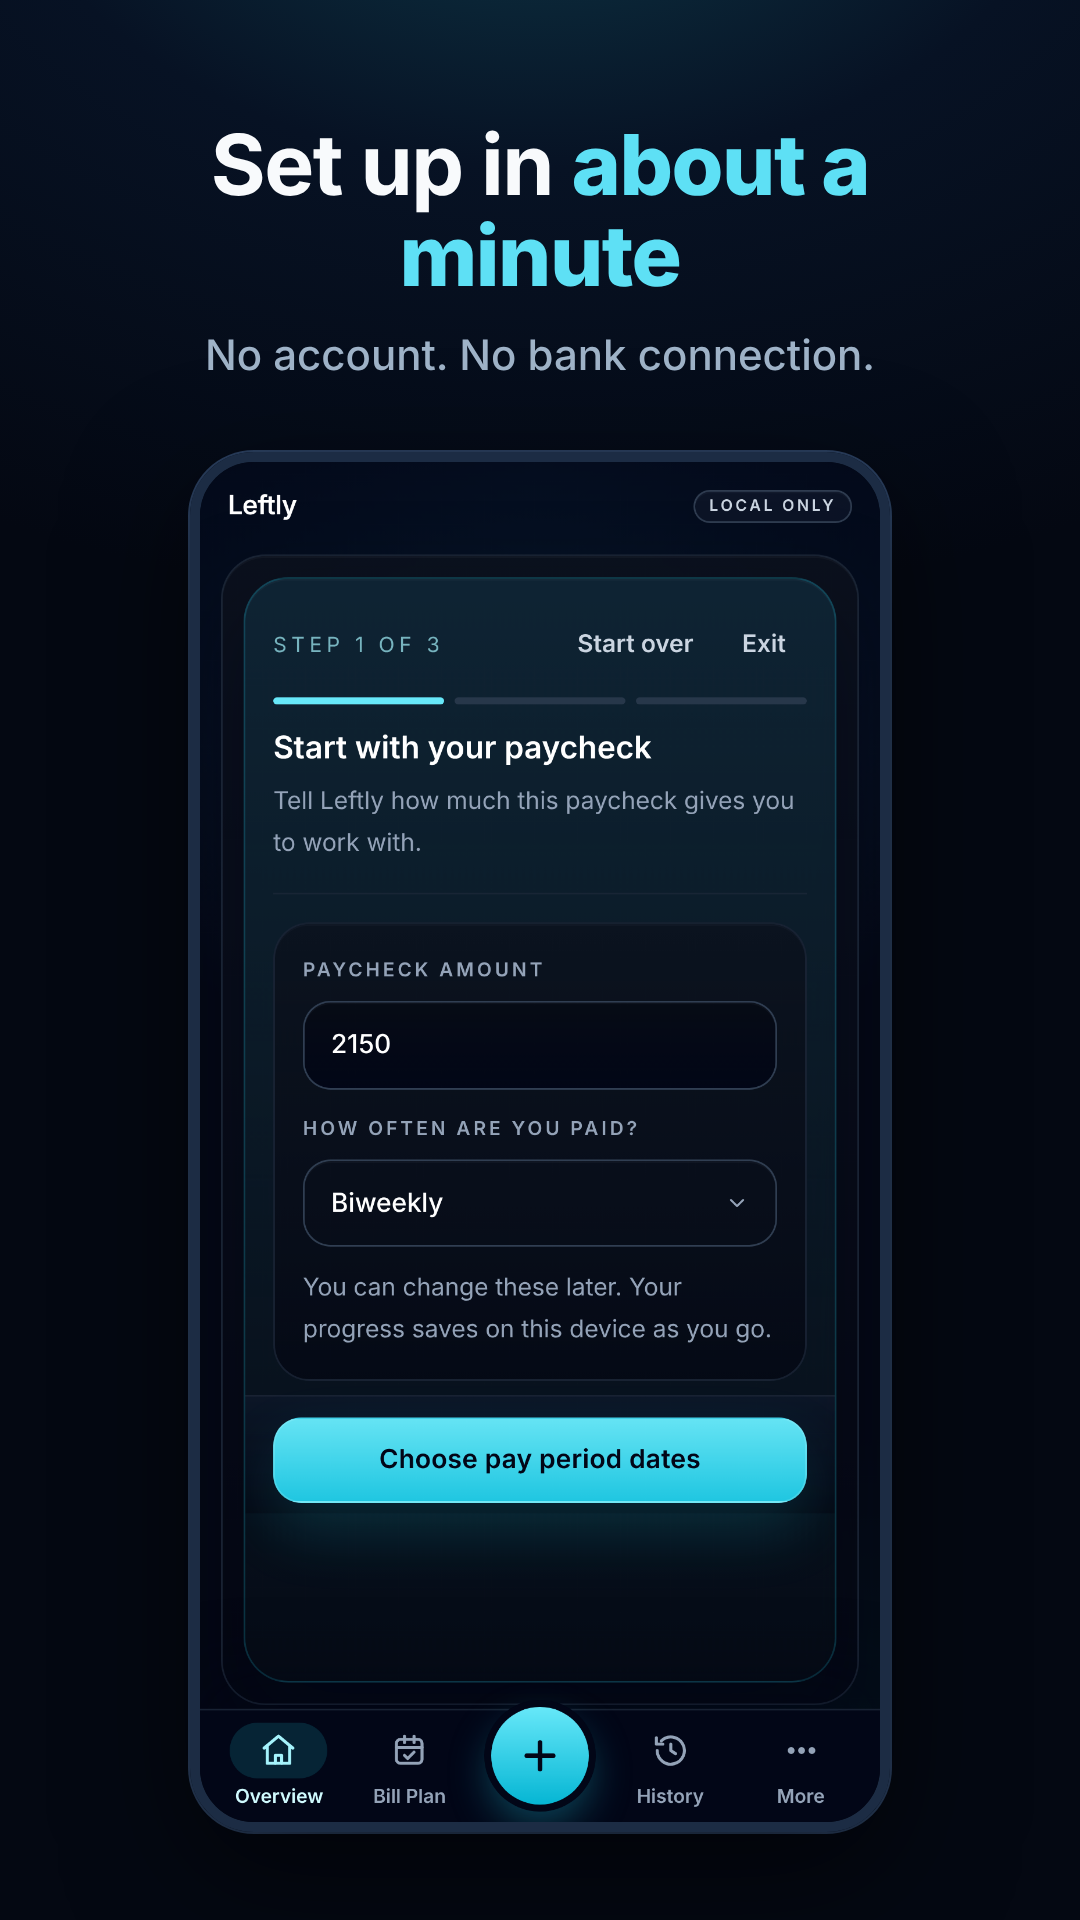 Set up in about a
minute
No account. No bank connection.
Leftly
LOCAL ONLY
STEP 1 OF 3
Start over
Exit
Start with your paycheck
Tell Leftly how much this paycheck gives you
to work with.
PAYCHECK AMOUNT
2150
HOW OFTEN ARE YOU PAID?
Biweekly
You can change these later. Your
progress saves on this device as you go.
Choose pay period dates
Overview
Bill Plan
History
More